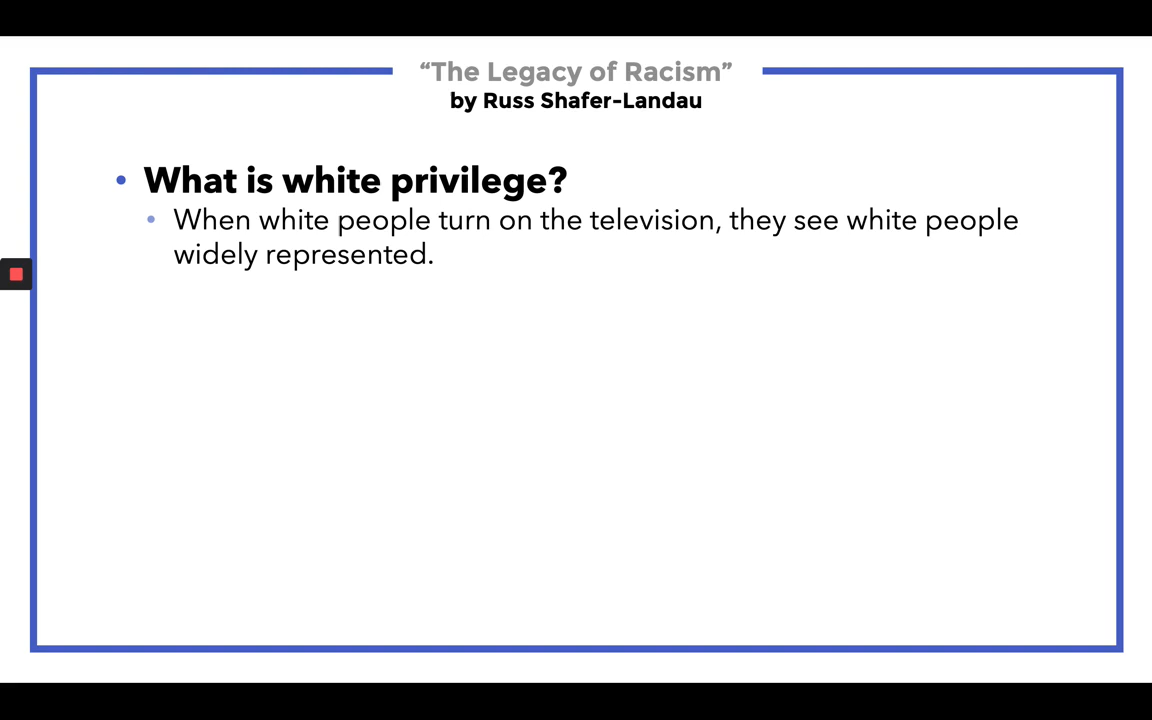 “The Legacy of Racism”
by Russ Shafer-Landau
• What is white privilege?
• When white people turn on the television, they see white people
widely represented.